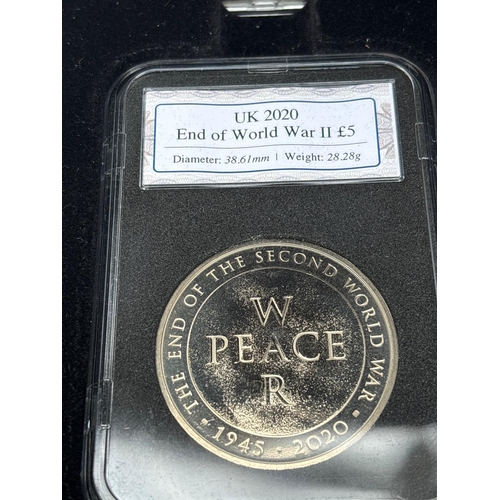 UK 2020
End of World War II £5
Diameter: 38.61mm | Weight: 28.28g
· THE END OF THE SECOND WORLD WAR ·
W
PEACE
R
1945 · 2020